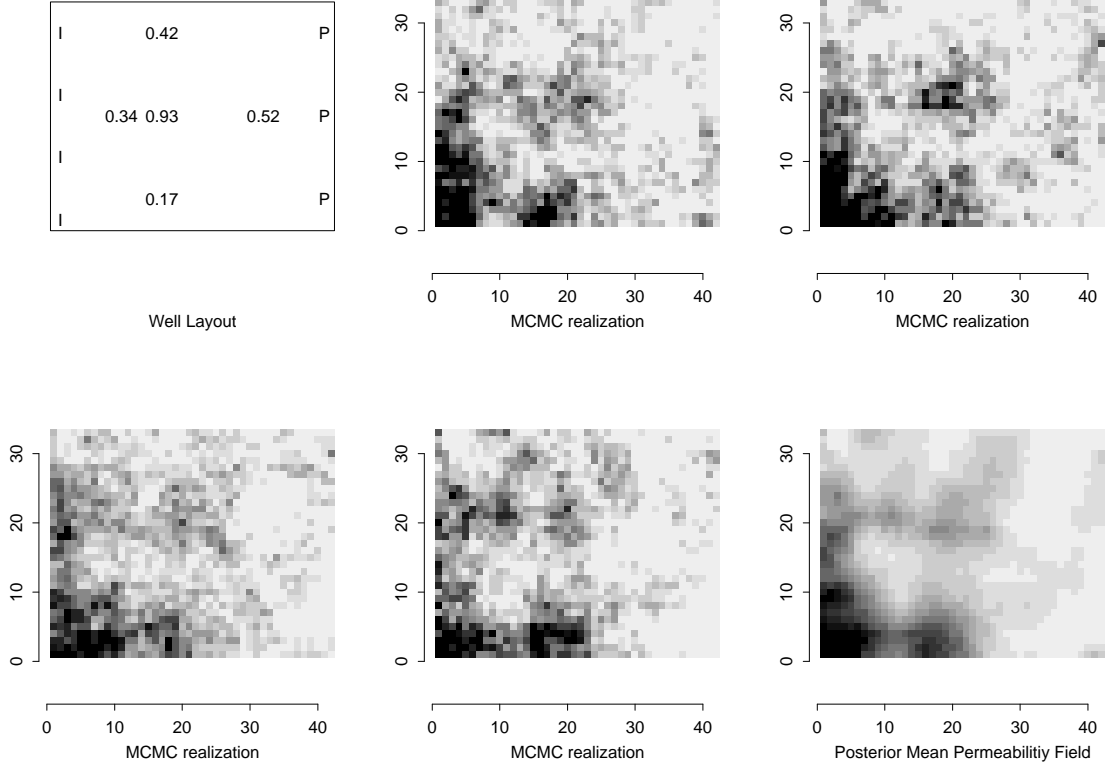 I 0.42 P
I
0.34 0.93 0.52 P
I
0.17 P
I
Well Layout
0 10 20 30
0 10 20 30 40
MCMC realization
0 10 20 30
0 10 20 30 40
MCMC realization
0 10 20 30
0 10 20 30 40
MCMC realization
0 10 20 30
0 10 20 30 40
MCMC realization
0 10 20 30
0 10 20 30 40
Posterior Mean Permeabilitiy Field